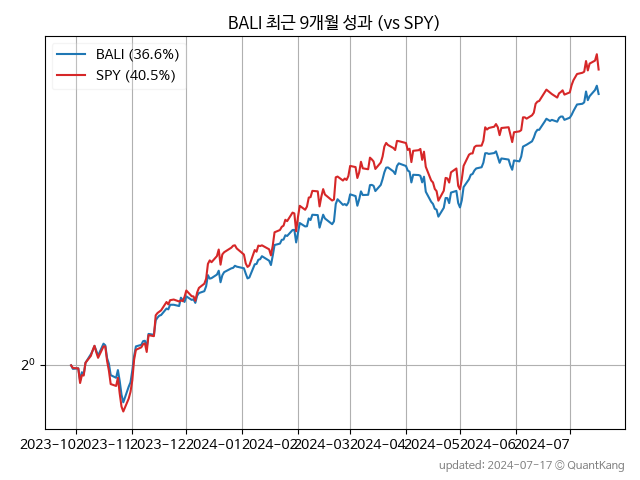 BALI 최근 9개월 성과 (vs SPY)
BALI (36.6%)
SPY (40.5%)
2⁰
2023-10 2023-11 2023-12 2024-01 2024-02 2024-03 2024-04 2024-05 2024-06 2024-07
updated: 2024-07-17 © QuantKang